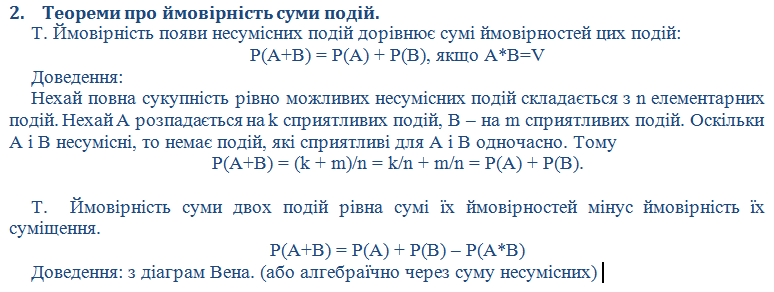 2. Теореми про ймовірність суми подій.
Т. Ймовірність появи несумісних подій дорівнює сумі ймовірностей цих подій:
P(A+B) = P(A) + P(B), якщо A*B=V
Доведення:
Нехай повна сукупність рівно можливих несумісних подій складається з n елементарних
подій. Нехай А розпадається на k сприятливих подій, В – на m сприятливих подій. Оскільки
А і В несумісні, то немає подій, які сприятливі для А і В одночасно. Тому
P(A+B) = (k + m)/n = k/n + m/n = P(A) + P(B).
Т. Ймовірність суми двох подій рівна сумі їх ймовірностей мінус ймовірність їх
суміщення.
P(A+B) = P(A) + P(B) – P(A*B)
Доведення: з діаграм Вена. (або алгебраїчно через суму несумісних)